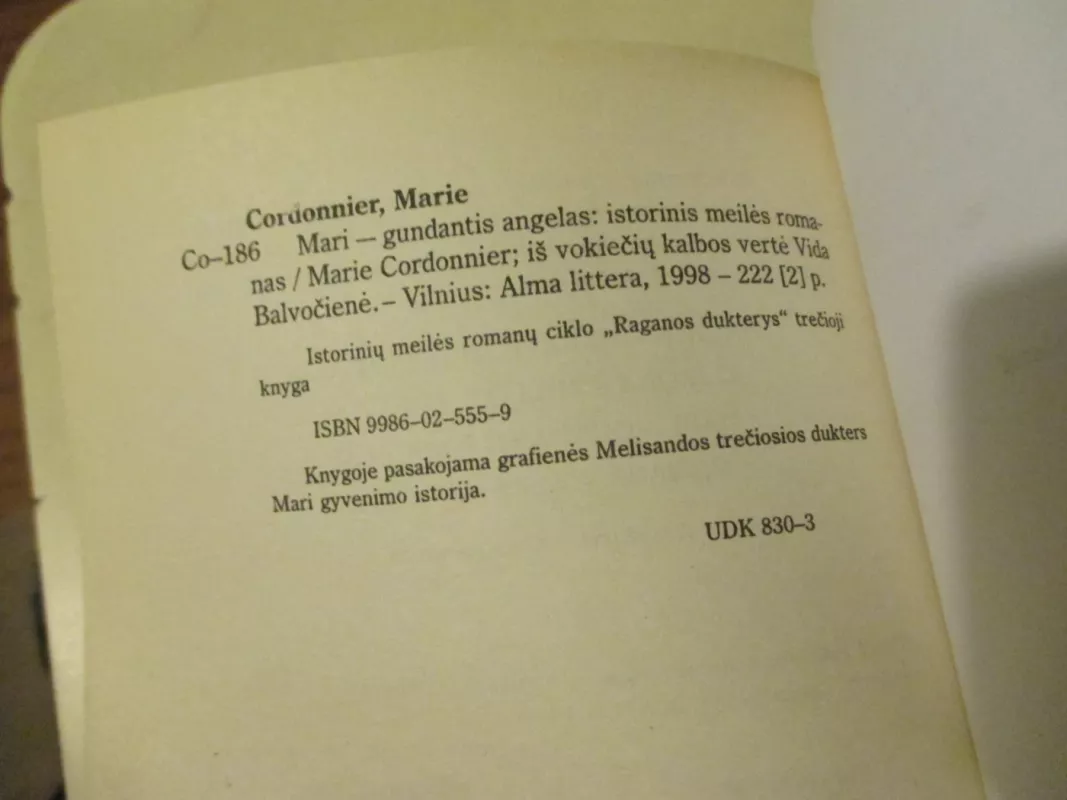 Cordonnier, Marie
Co–186 Mari — gundantis angelas: istorinis meilės roma-
nas / Marie Cordonnier; iš vokiečių kalbos vertė Vida
Balvočienė. – Vilnius: Alma littera, 1998 – 222 [2] p.
Istorinių meilės romanų ciklo „Raganos dukterys“ trečioji
knyga
ISBN 9986–02–555–9
Knygoje pasakojama grafienės Melisandos trečiosios dukters
Mari gyvenimo istorija.
UDK 830–3